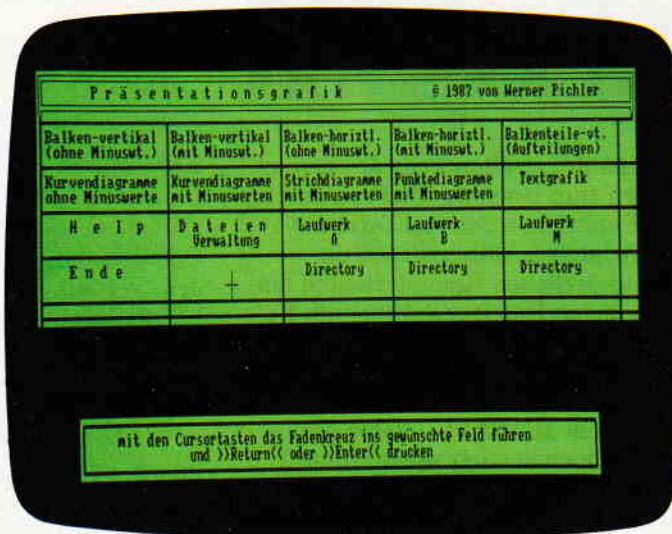 Präsentationsgrafik © 1987 von Werner Pichler
Balken-vertikal Balken-vertikal Balken-horiztl. Balken-horiztl. Balkenteile-vt.
(ohne Minuswt.) (mit Minuswt.) (ohne Minuswt.) (mit Minuswt.) (Aufteilungen)
Kurvendiagramme Kurvendiagramme Strichdiagramme Punktediagramme Textgrafik
ohne Minuswerte mit Minuswerten mit Minuswerten mit Minuswerten
Help Dateien Laufwerk Laufwerk Laufwerk
Verwaltung A B M
Ende Directory Directory Directory
mit den Cursortasten das Fadenkreuz ins gewünschte Feld führen
und >>Return<< oder >>Enter<< drücken